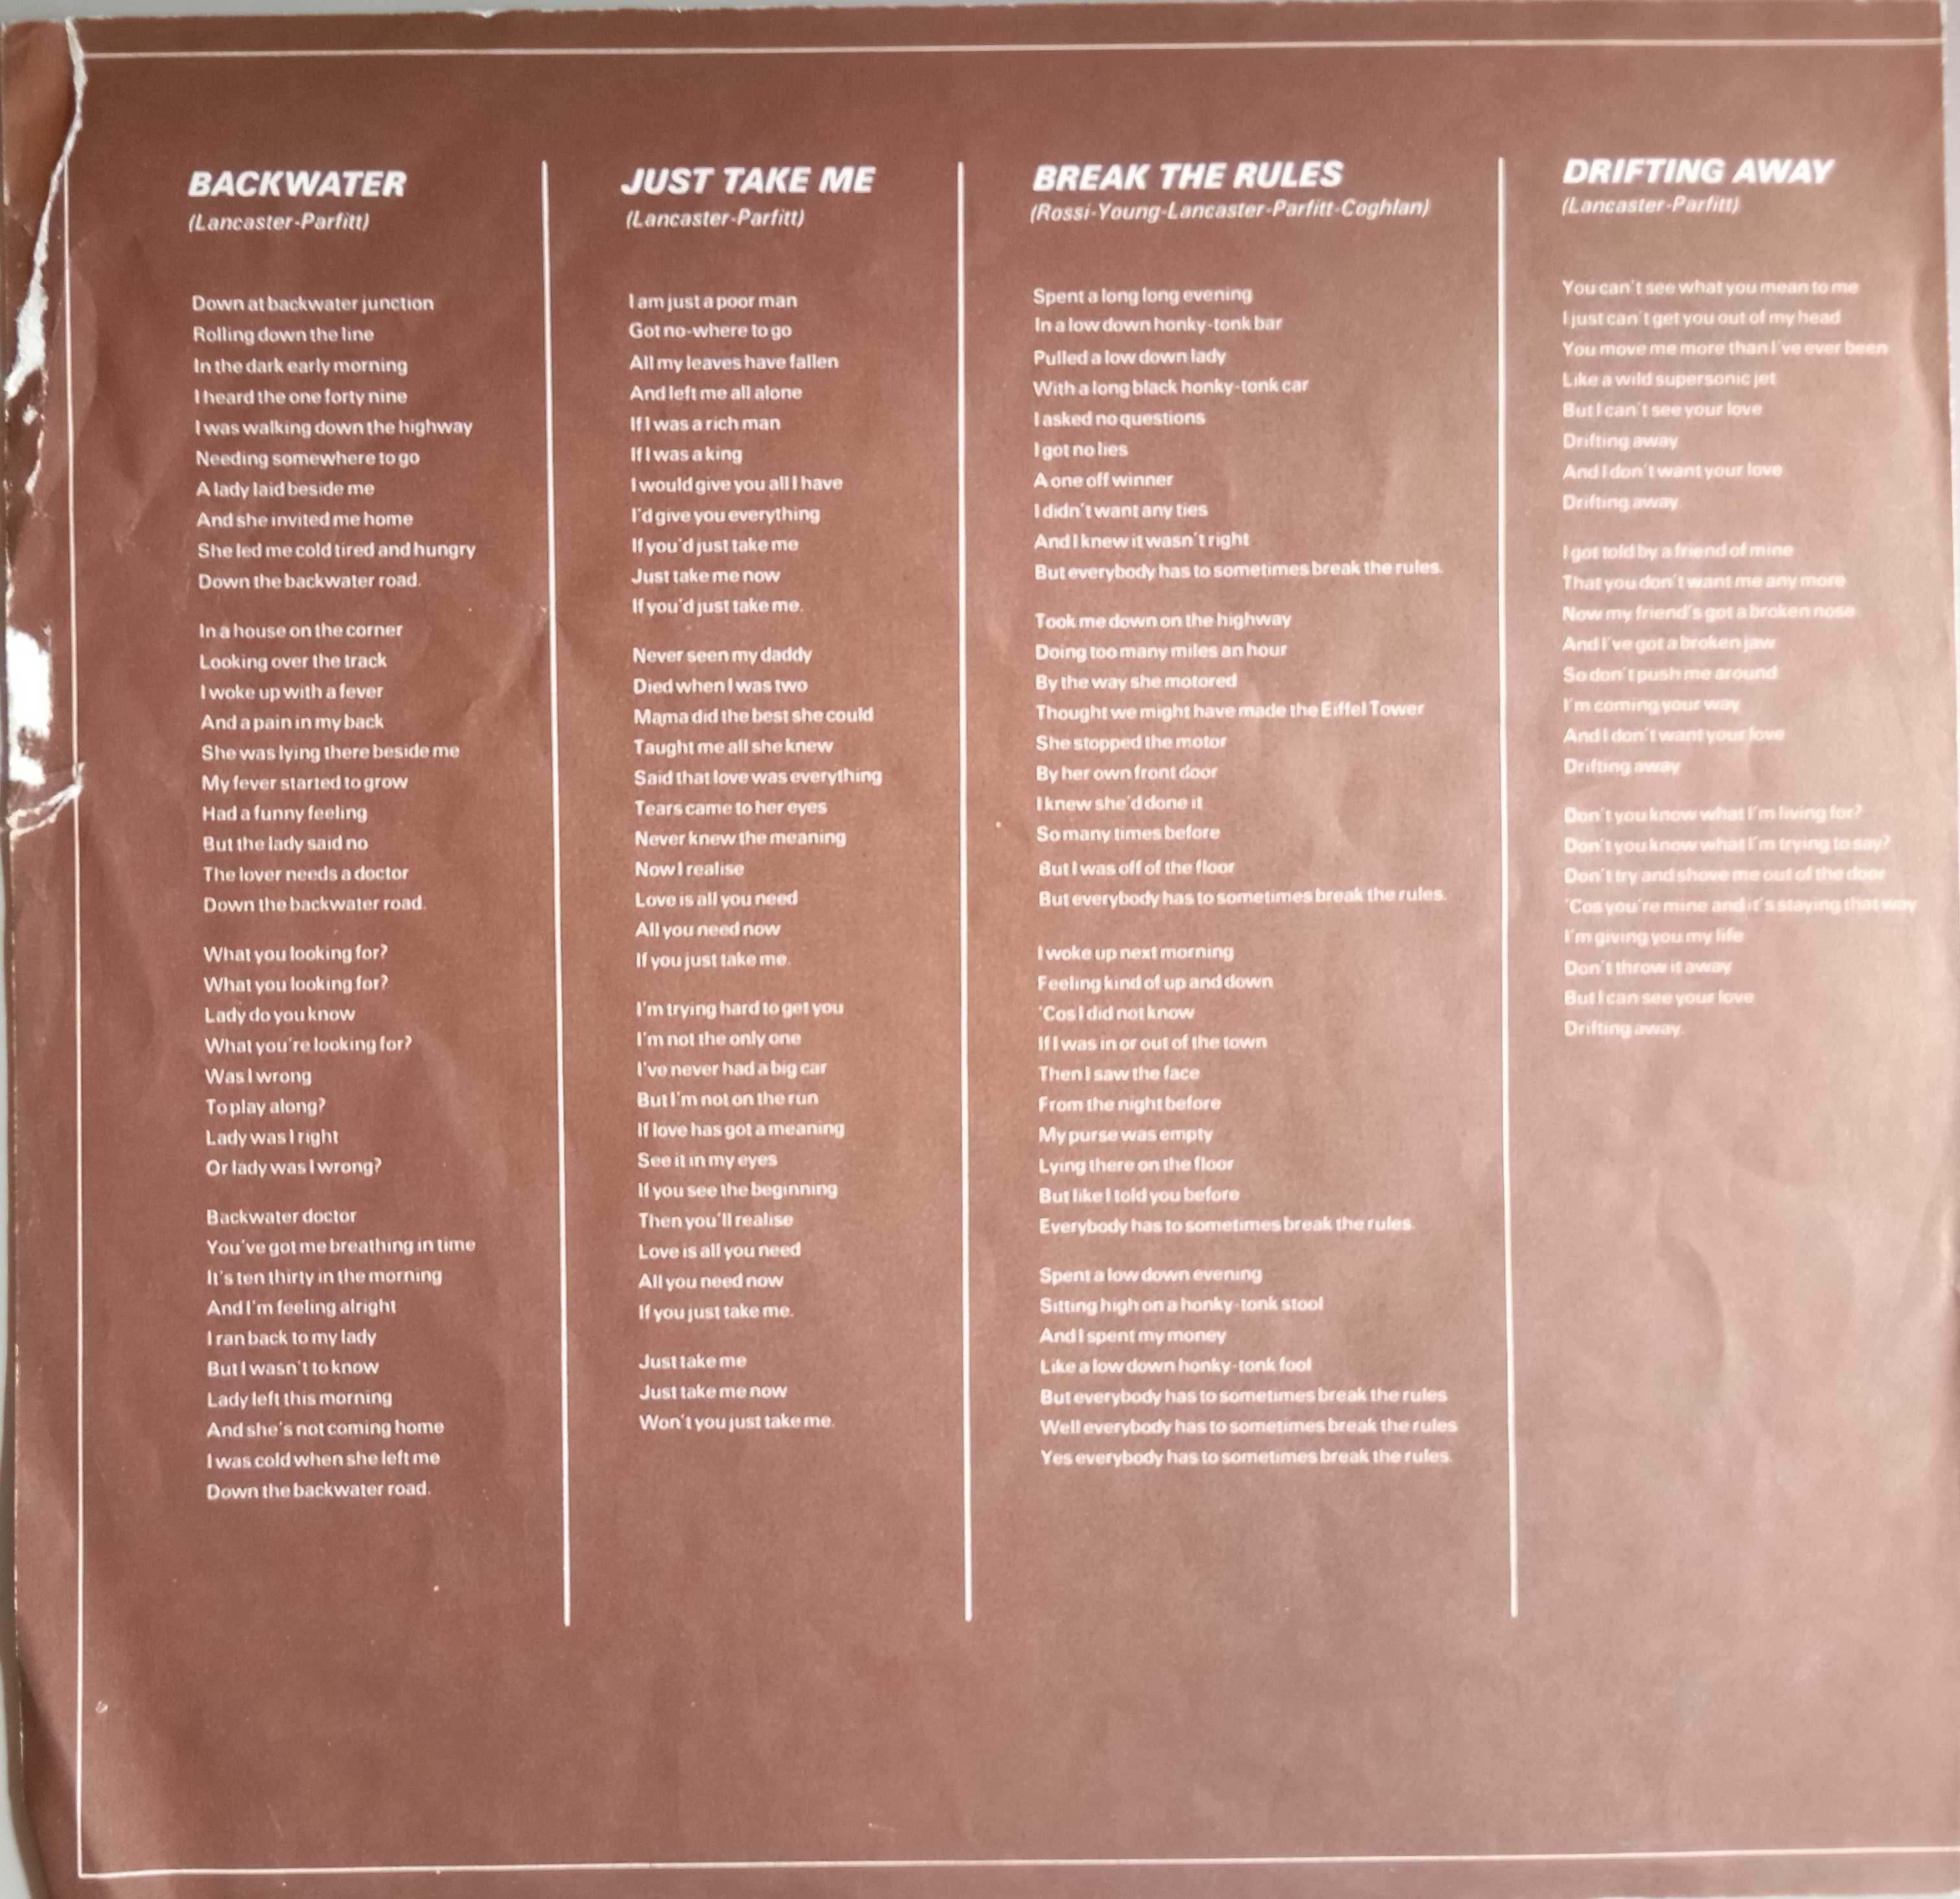 BACKWATER
(Lancaster-Parfitt)
Down at backwater junction
Rolling down the line
In the dark early morning
I heard the one forty nine
I was walking down the highway
Needing somewhere to go
A lady laid beside me
And she invited me home
She led me cold tired and hungry
Down the backwater road.
In a house on the corner
Looking over the track
I woke up with a fever
And a pain in my back
She was lying there beside me
My fever started to grow
Had a funny feeling
But the lady said no
The lover needs a doctor
Down the backwater road.
What you looking for?
What you looking for?
Lady do you know
What you're looking for?
Was I wrong
To play along?
Lady was I right
Or lady was I wrong?
Backwater doctor
You've got me breathing in time
It's ten thirty in the morning
And I'm feeling alright
I ran back to my lady
But I wasn't to know
Lady left this morning
And she's not coming home
I was cold when she left me
Down the backwater road.
JUST TAKE ME
(Lancaster-Parfitt)
I am just a poor man
Got no-where to go
All my leaves have fallen
And left me all alone
If I was a rich man
If I was a king
I would give you all I have
I'd give you everything
If you'd just take me
Just take me now
If you'd just take me.
Never seen my daddy
Died when I was two
Mama did the best she could
Taught me all she knew
Said that love was everything
Tears came to her eyes
Never knew the meaning
Now I realise
Love is all you need
All you need now
If you just take me.
I'm trying hard to get you
I'm not the only one
I've never had a big car
But I'm not on the run
If love has got a meaning
See it in my eyes
If you see the beginning
Then you'll realise
Love is all you need
All you need now
If you just take me.
Just take me
Just take me now
Won't you just take me.
BREAK THE RULES
(Rossi-Young-Lancaster-Parfitt-Coghlan)
Spent a long long evening
In a low down honky-tonk bar
Pulled a low down lady
With a long black honky-tonk car
I asked no questions
I got no lies
A one off winner
I didn't want any ties
And I knew it wasn't right
But everybody has to sometimes break the rules.
Took me down on the highway
Doing too many miles an hour
By the way she motored
Thought we might have made the Eiffel Tower
She stopped the motor
By her own front door
I knew she'd done it
So many times before
But I was off of the floor
But everybody has to sometimes break the rules.
I woke up next morning
Feeling kind of up and down
'Cos I did not know
If I was in or out of the town
Then I saw the face
From the night before
My purse was empty
Lying there on the floor
But like I told you before
Everybody has to sometimes break the rules.
Spent a low down evening
Sitting high on a honky-tonk stool
And I spent my money
Like a low down honky-tonk fool
But everybody has to sometimes break the rules
Well everybody has to sometimes break the rules
Yes everybody has to sometimes break the rules.
DRIFTING AWAY
(Lancaster-Parfitt)
You can't see what you mean to me
I just can't get you out of my head
You move me more than I've ever been
Like a wild supersonic jet
But I can't see your love
Drifting away
And I don't want your love
Drifting away.
I got told by a friend of mine
That you don't want me any more
Now my friend's got a broken nose
And I've got a broken jaw
So don't push me around
I'm coming your way
And I don't want your love
Drifting away
Don't you know what I'm living for?
Don't you know what I'm trying to say?
Don't try and shove me out of the door
'Cos you're mine and it's staying that way
I'm giving you my life
Don't throw it away
But I can see your love
Drifting away.